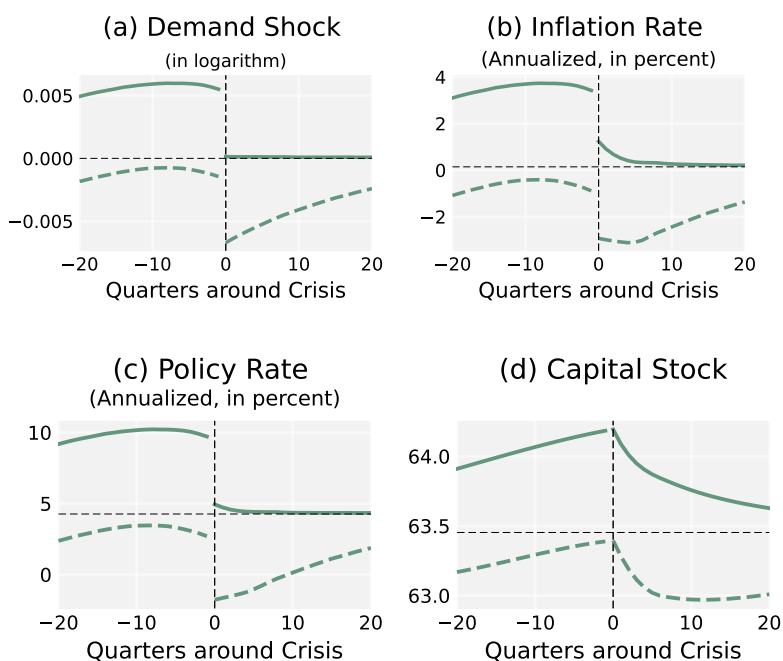 (a) Demand Shock
(in logarithm)
0.005
0.000
−0.005
−20 −10 0 10 20
Quarters around Crisis
(b) Inflation Rate
(Annualized, in percent)
4
2
0
−2
−20 −10 0 10 20
Quarters around Crisis
(c) Policy Rate
(Annualized, in percent)
10
5
0
−20 −10 0 10 20
Quarters around Crisis
(d) Capital Stock
64.0
63.5
63.0
−20 −10 0 10 20
Quarters around Crisis